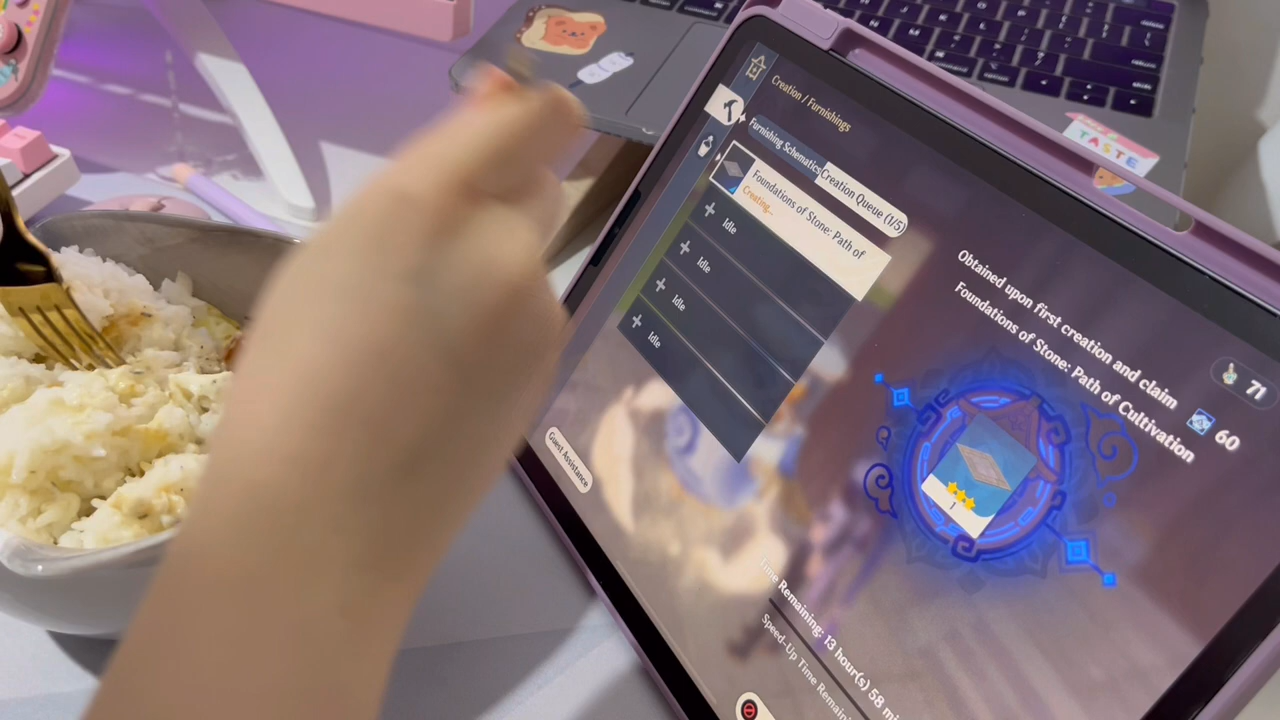 Creation / Furnishings
Furnishing Schematics
Creation Queue (1/5)
Foundations of Stone: Path of
Creating...
Idle
Idle
Idle
Idle
Guest Assistance
71
Obtained upon first creation and claim
60
Foundations of Stone: Path of Cultivation
1
Time Remaining: 13 hour(s) 58 mi
Speed-Up Time Remain
TASTE